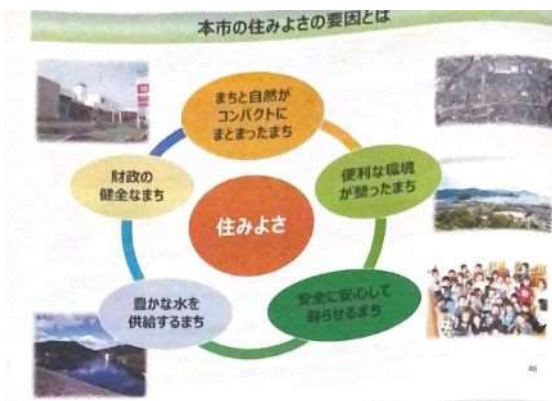 本市の住みよさの要因とは
まちと自然が
コンパクトに
まとまったまち
財政の
健全なまち
便利な環境
が整ったまち
住みよさ
豊かな水を
供給するまち
安全に安心して
暮らせるまち
46